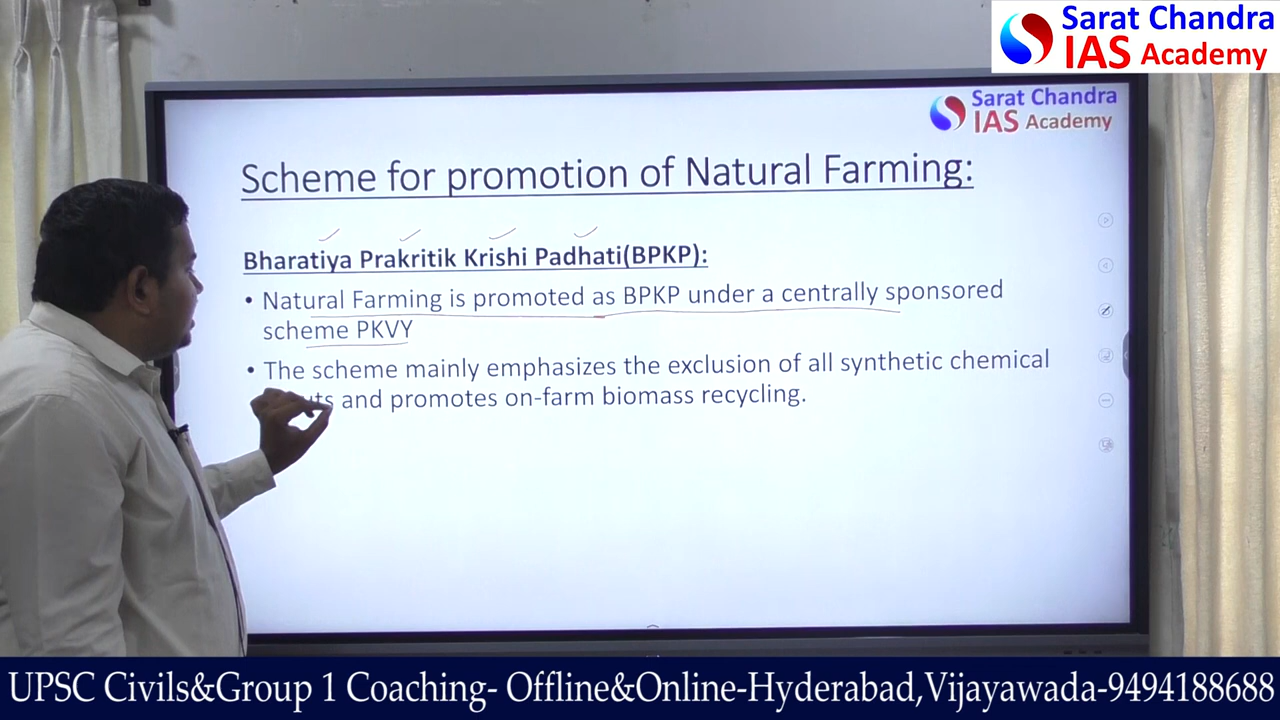 Sarat Chandra
IAS Academy
Sarat Chandra
IAS Academy
Scheme for promotion of Natural Farming:
Bharatiya Prakritik Krishi Padhati(BPKP):
• Natural Farming is promoted as BPKP under a centrally sponsored
scheme PKVY
• The scheme mainly emphasizes the exclusion of all synthetic chemical
and promotes on-farm biomass recycling.
UPSC Civils&Group 1 Coaching- Offline&Online-Hyderabad,Vijayawada-9494188688